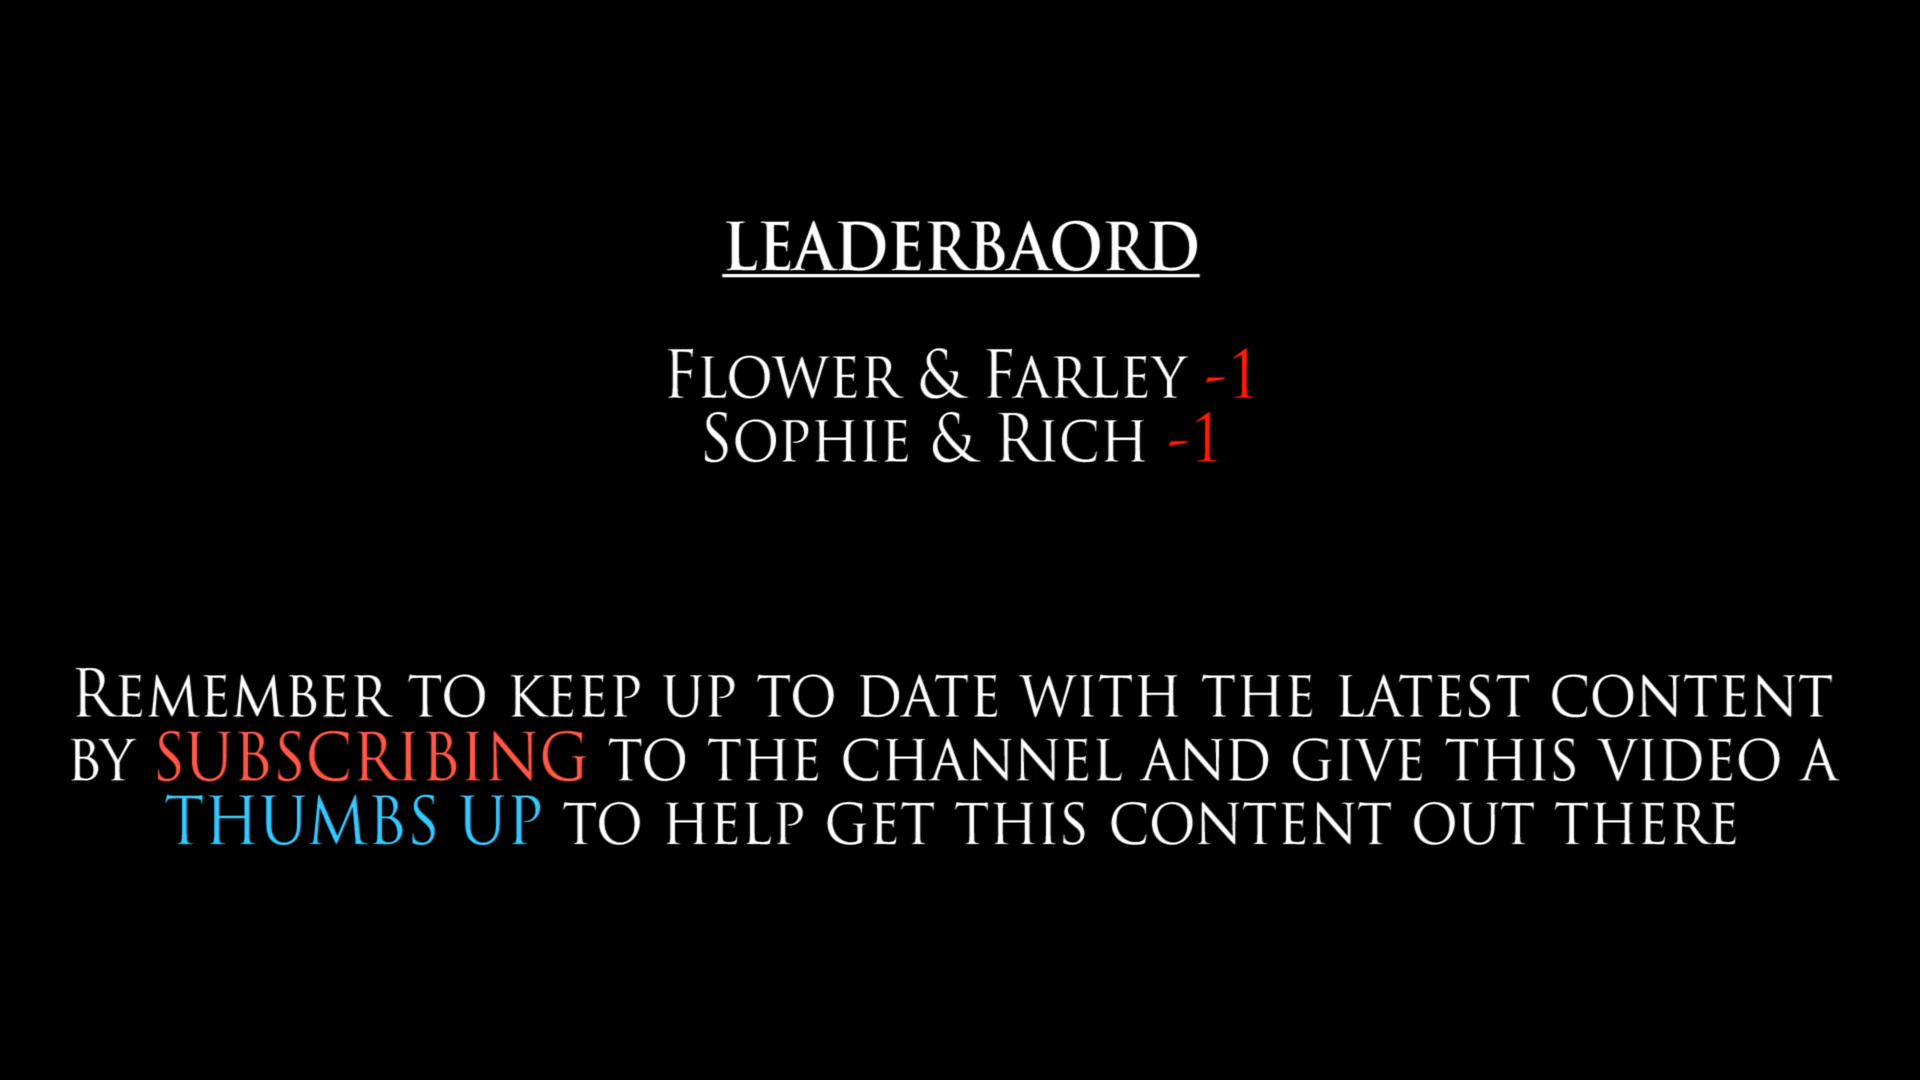 LEADERBAORD
FLOWER & FARLEY -1
SOPHIE & RICH -1
REMEMBER TO KEEP UP TO DATE WITH THE LATEST CONTENT
BY SUBSCRIBING TO THE CHANNEL AND GIVE THIS VIDEO A
THUMBS UP TO HELP GET THIS CONTENT OUT THERE